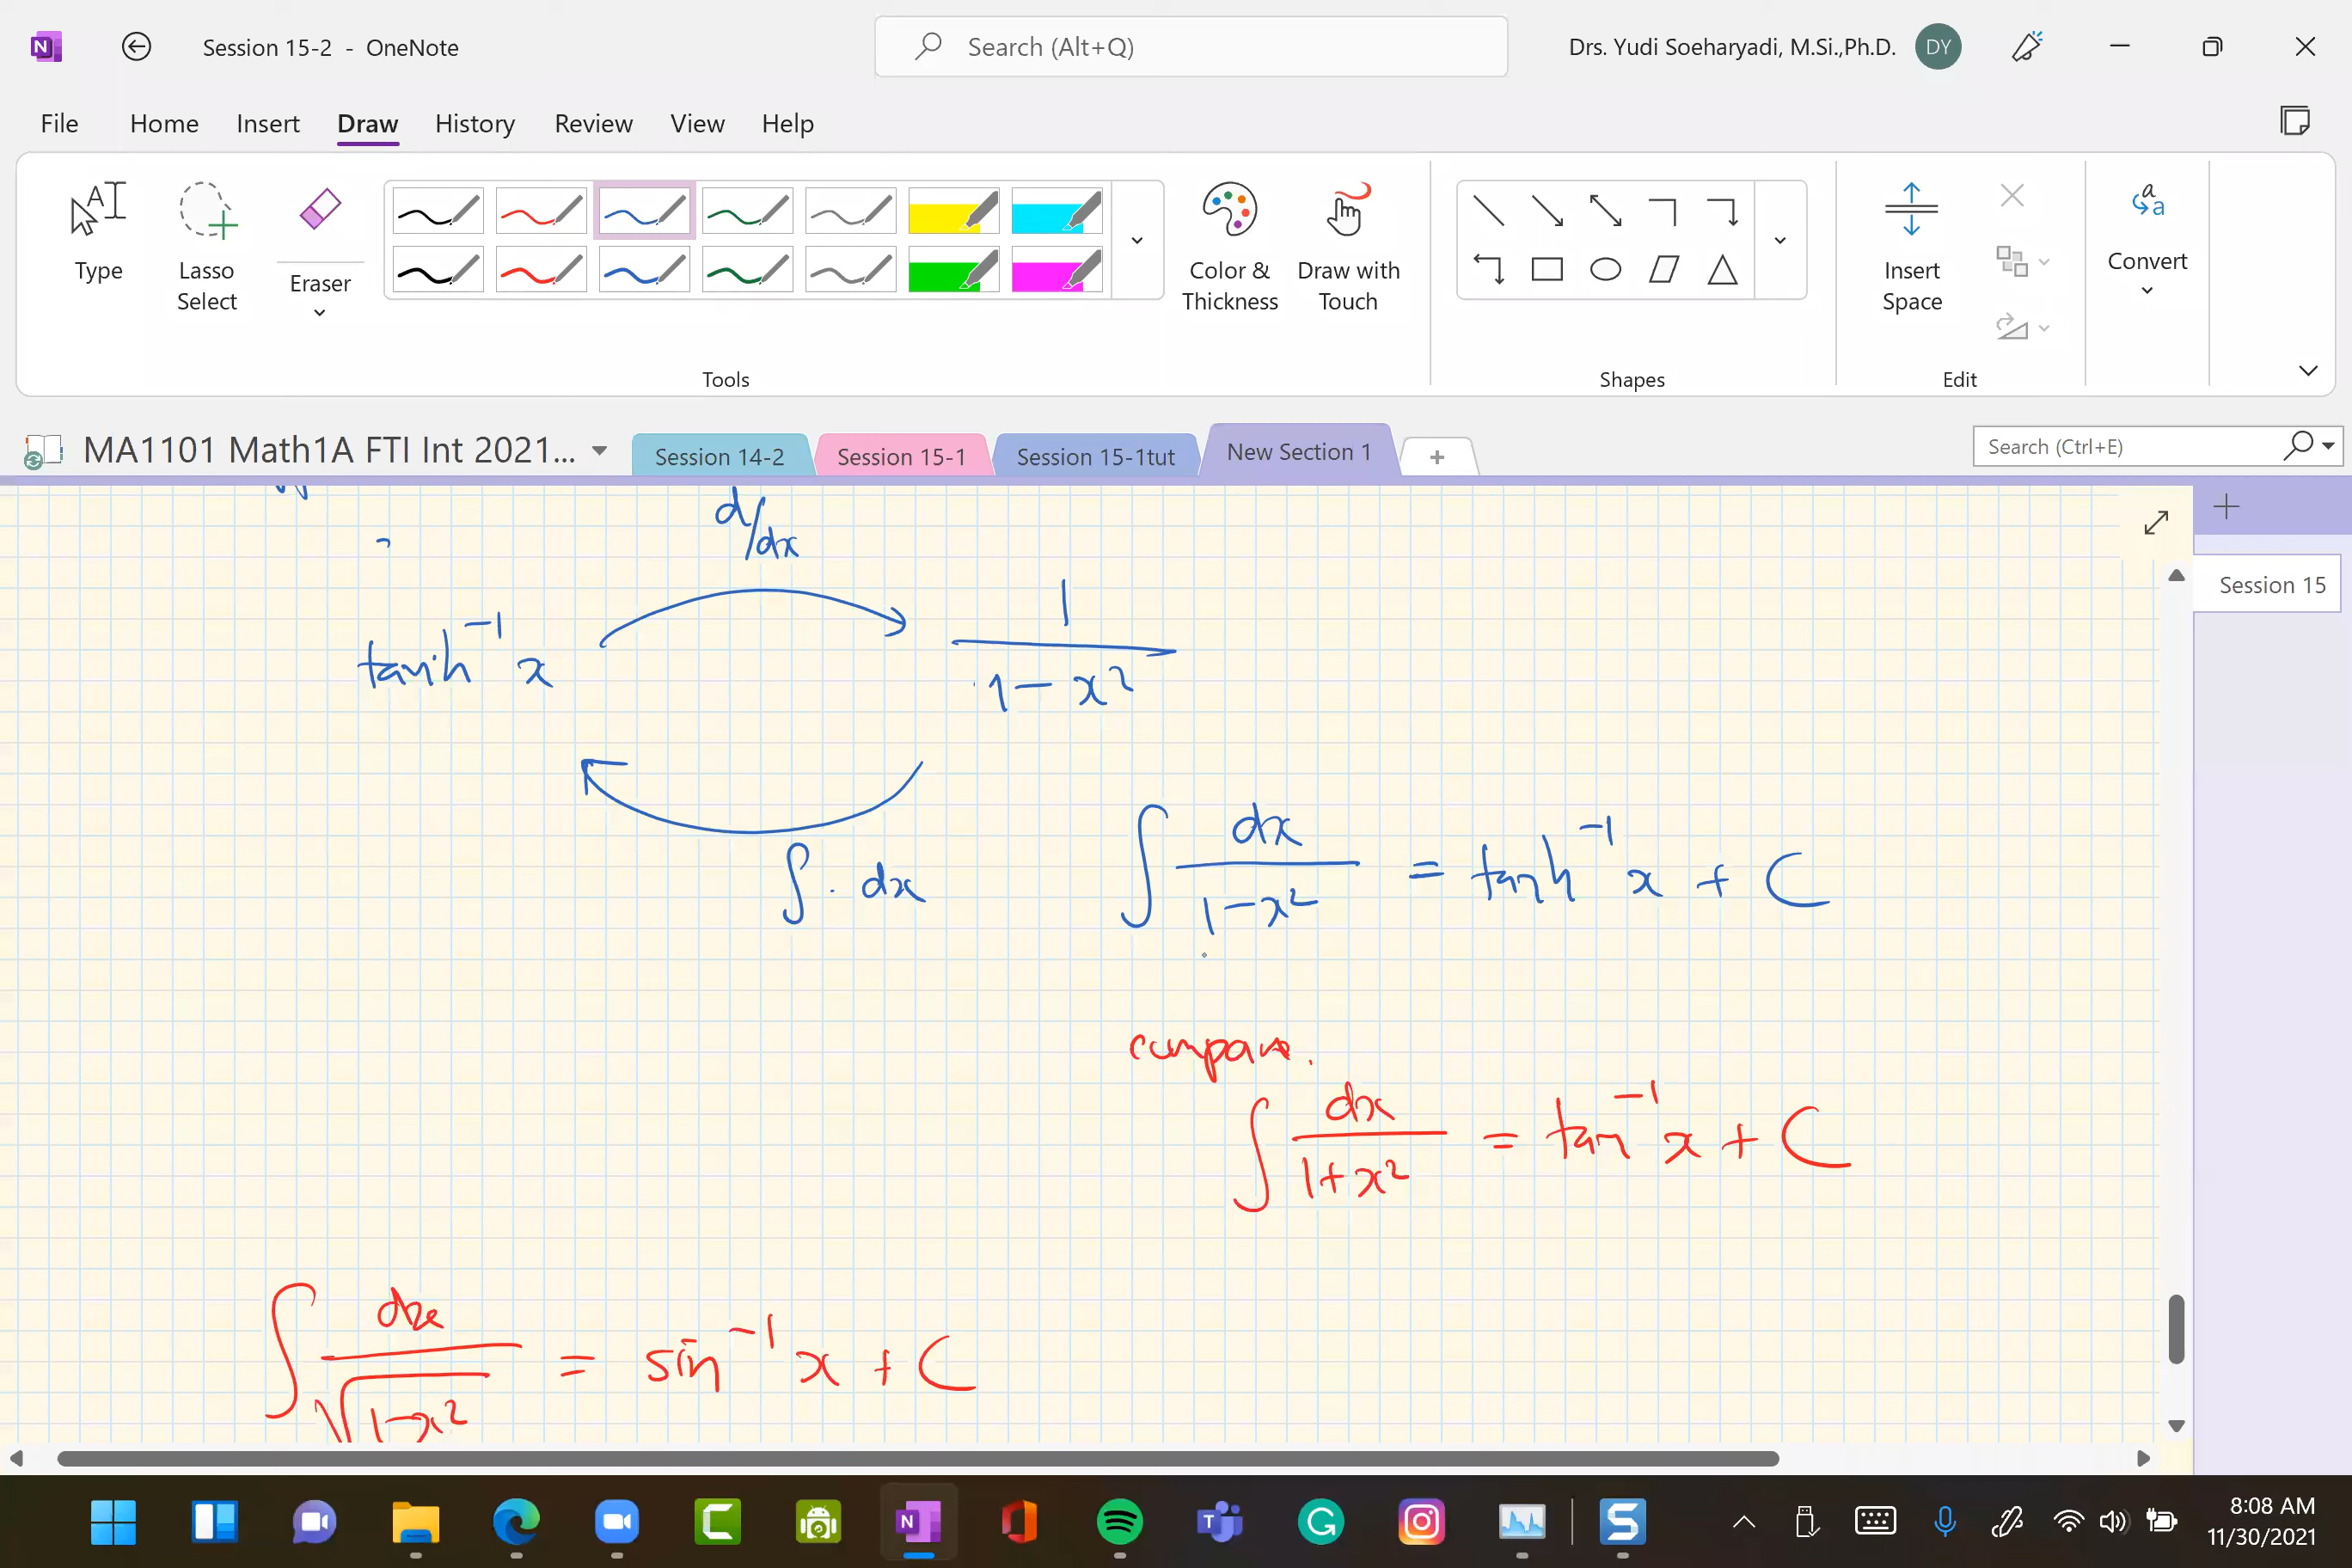 Session 15-2 - OneNote
Search (Alt+Q)
Drs. Yudi Soeharyadi, M.Si.,Ph.D.
DY
File Home Insert Draw History Review View Help
Type
Lasso Select
Eraser
Color & Thickness
Draw with Touch
Insert Space
Convert
Tools
Shapes
Edit
MA1101 Math1A FTI Int 2021...
Session 14-2
Session 15-1
Session 15-1tut
New Section 1
Search (Ctrl+E)
Session 15
d/dx
tanh⁻¹ x
1/(1-x²)
∫ · dx
∫ dx/(1-x²) = tanh⁻¹ x + C
compare.
∫ dx/(1+x²) = tan⁻¹ x + C
∫ dx/√(1-x²) = sin⁻¹ x + C
8:08 AM
11/30/2021